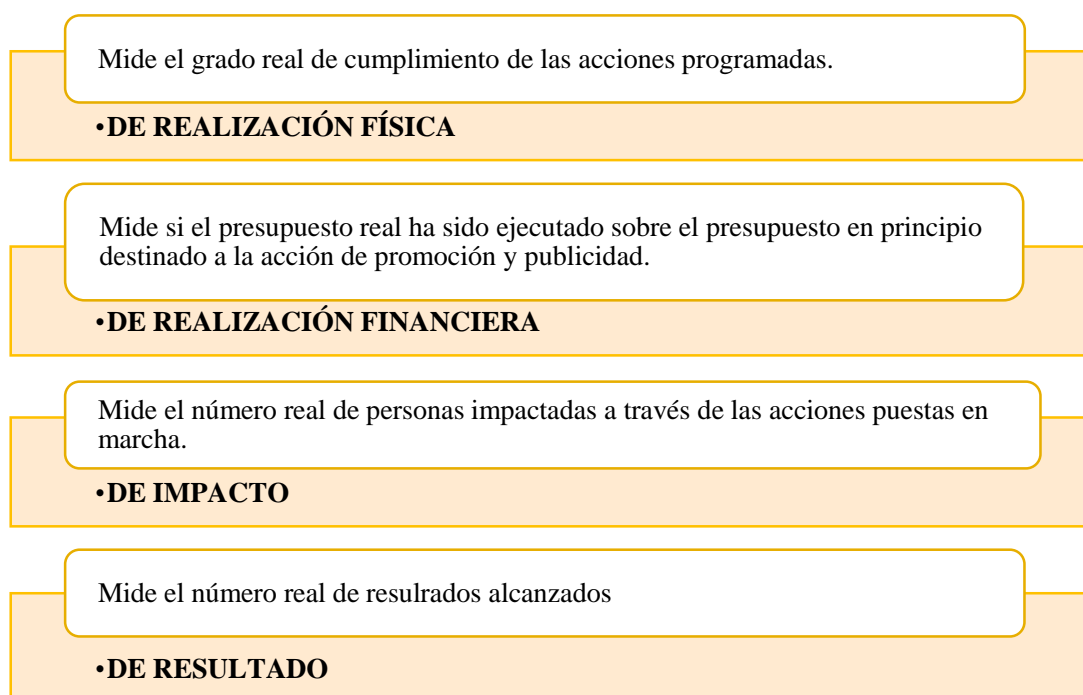 Mide el grado real de cumplimiento de las acciones programadas.
•DE REALIZACIÓN FÍSICA
Mide si el presupuesto real ha sido ejecutado sobre el presupuesto en principio
destinado a la acción de promoción y publicidad.
•DE REALIZACIÓN FINANCIERA
Mide el número real de personas impactadas a través de las acciones puestas en
marcha.
•DE IMPACTO
Mide el número real de resulrados alcanzados
•DE RESULTADO